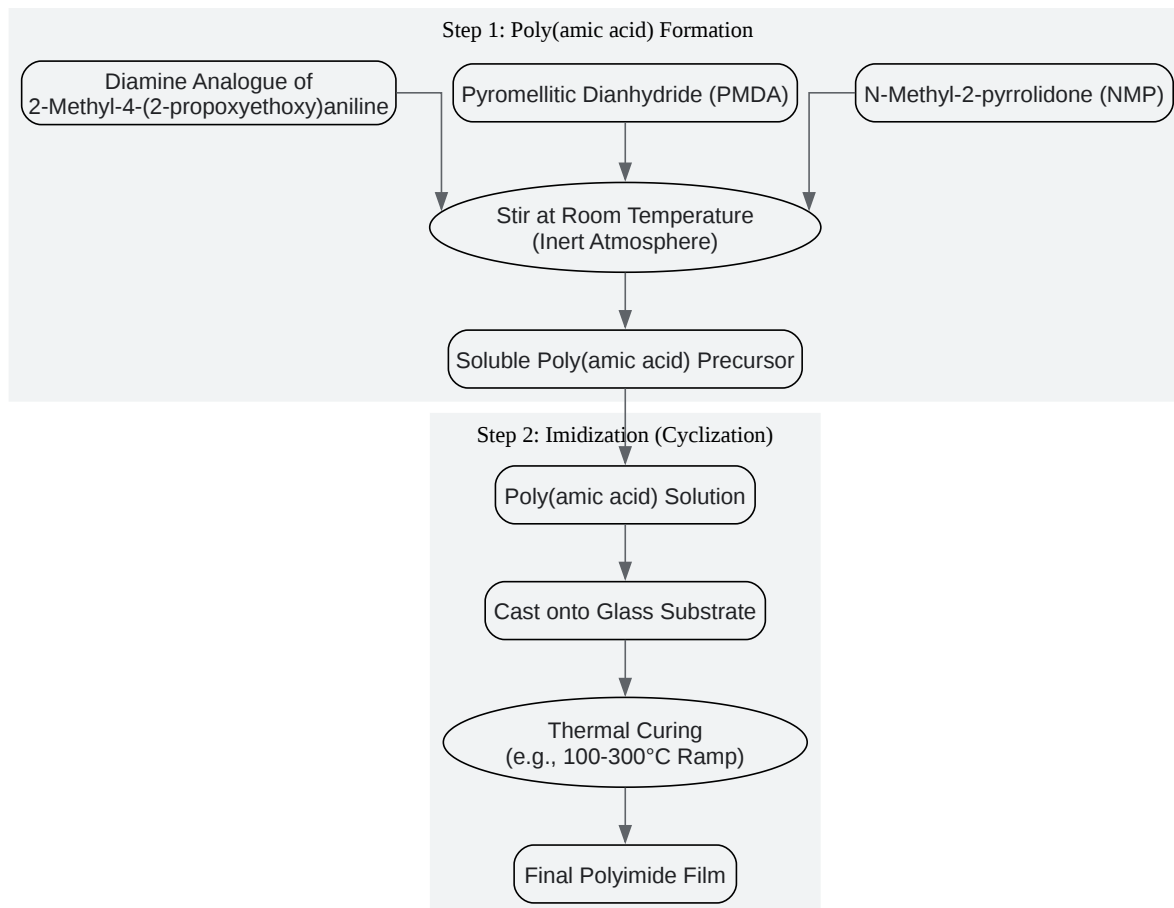 Step 1: Poly(amic acid) Formation
Diamine Analogue of
2-Methyl-4-(2-propoxyethoxy)aniline
Pyromellitic Dianhydride (PMDA)
N-Methyl-2-pyrrolidone (NMP)
Stir at Room Temperature
(Inert Atmosphere)
Soluble Poly(amic acid) Precursor
Step 2: Imidization (Cyclization)
Poly(amic acid) Solution
Cast onto Glass Substrate
Thermal Curing
(e.g., 100-300°C Ramp)
Final Polyimide Film